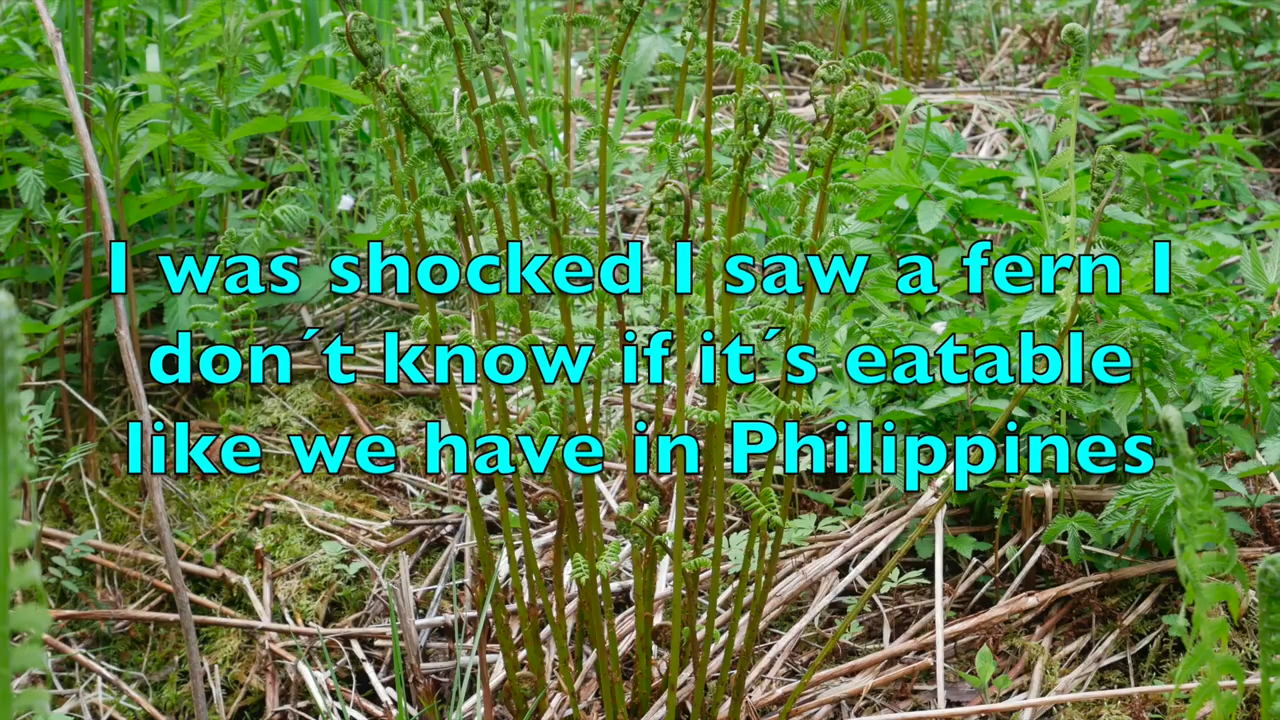 I was shocked I saw a fern I
don´t know if it´s eatable
like we have in Philippines